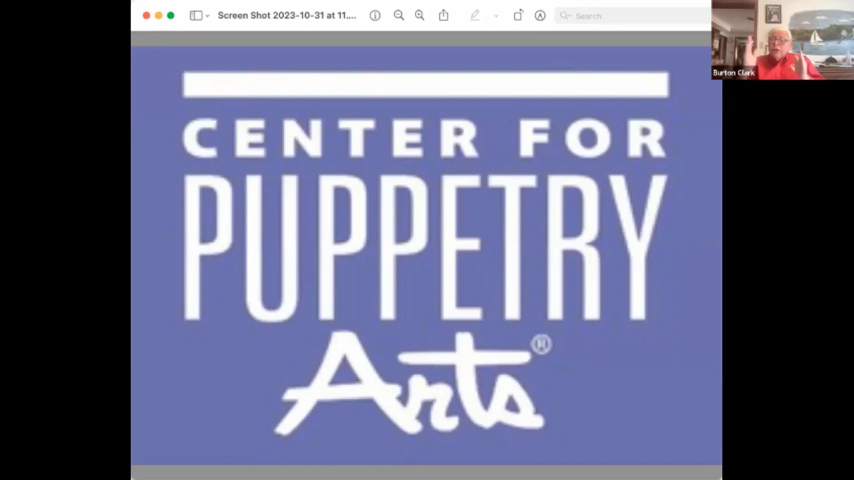 Screen Shot 2023-10-31 at 11....
Search
Burton Clark
CENTER FOR
PUPPETRY
Arts®